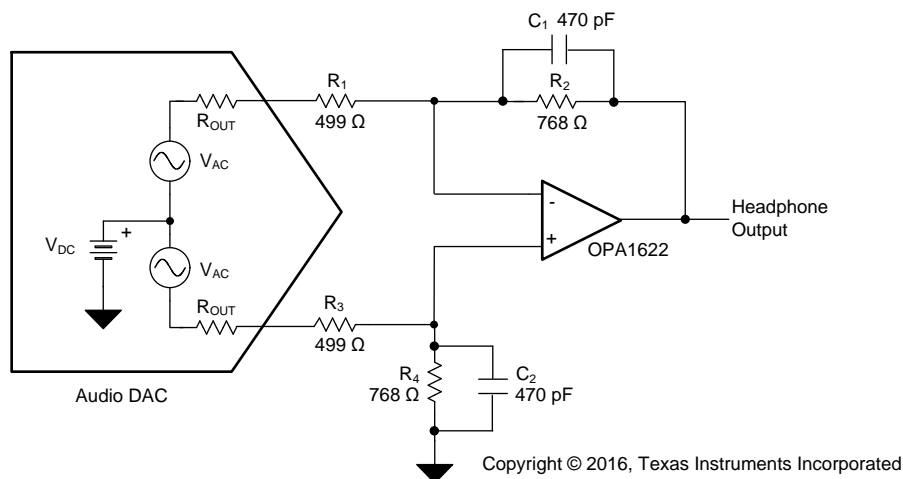 C1 470 pF
R1
R2
ROUT
499 Ω
768 Ω
VAC
Headphone
Output
-
+
VDC
+
OPA1622
VAC
ROUT
R3
499 Ω
R4
768 Ω
C2
470 pF
Audio DAC
Copyright © 2016, Texas Instruments Incorporated